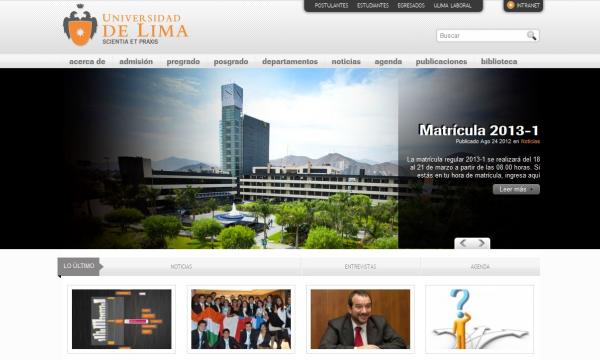 POSTULANTES ESTUDIANTES EGRESADOS ULIMA LABORAL INTRANET
UNIVERSIDAD
DE LIMA
SCIENTIA ET PRAXIS
Buscar
acerca de admisión pregrado posgrado departamentos noticias agenda publicaciones biblioteca
Matrícula 2013-1
Publicado Ago 24 2012 en Noticias
La matrícula regular 2013-1 se realizará del 18
al 21 de marzo a partir de las 08.00 horas. Si
estás en tu hora de matrícula, ingresa aquí
Leer más
LO ÚLTIMO NOTICIAS ENTREVISTAS AGENDA